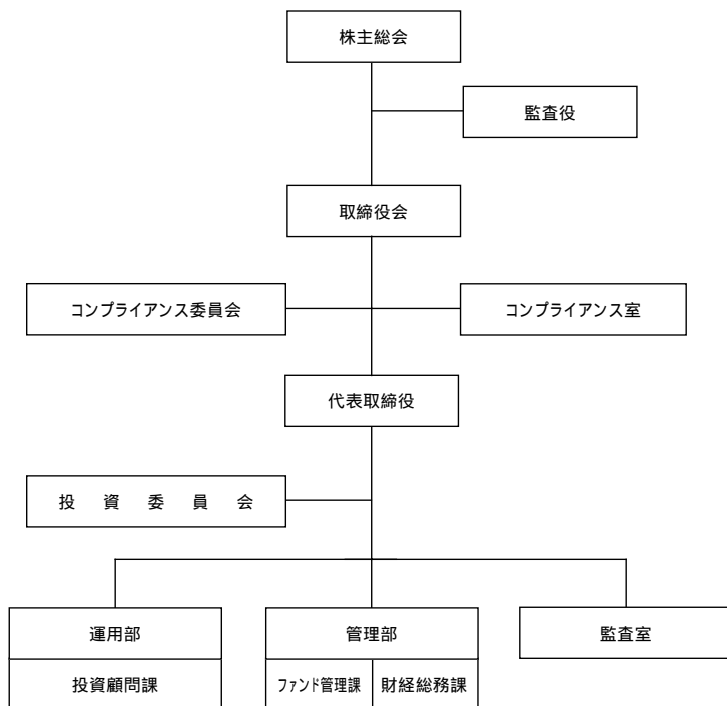 株主総会
監査役
取締役会
コンプライアンス委員会
コンプライアンス室
代表取締役
投資委員会
運用部
管理部
監査室
投資顧問課
ファンド管理課
財経総務課